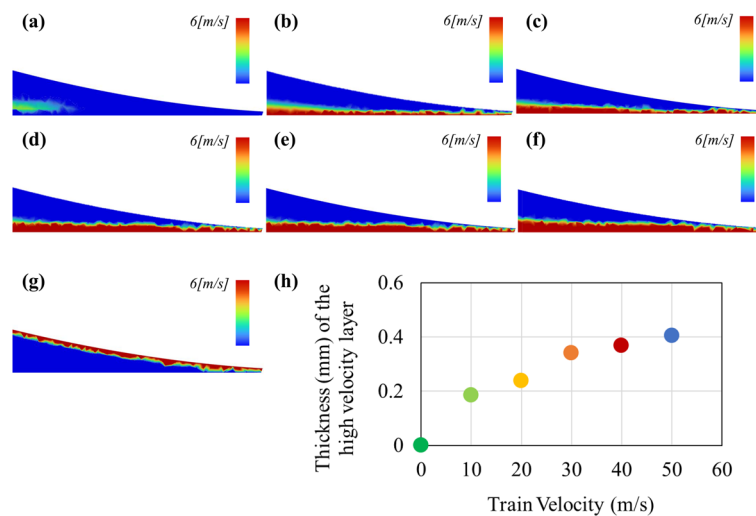 (a)
6[m/s]
(b)
6[m/s]
(c)
6[m/s]
(d)
6[m/s]
(e)
6[m/s]
(f)
6[m/s]
(g)
6[m/s]
(h)
Thickness (mm) of the
high velocity layer
0.6
0.4
0.2
0
0 10 20 30 40 50 60
Train Velocity (m/s)